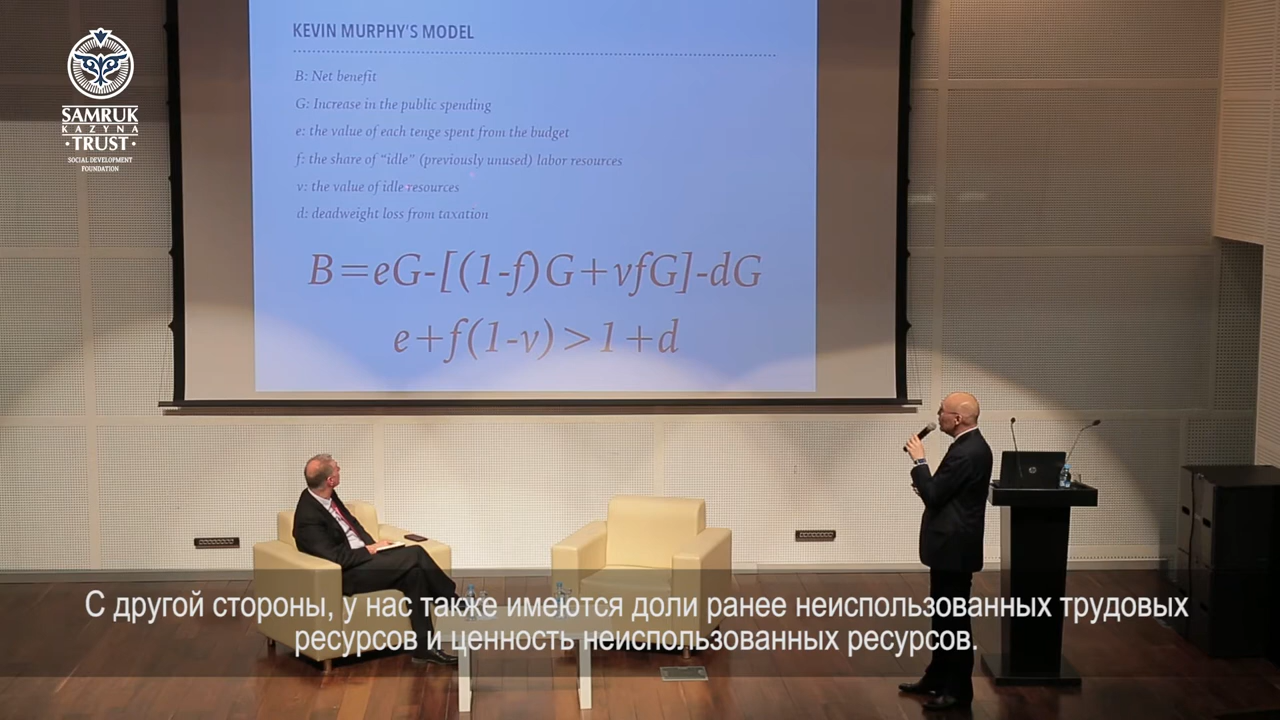 SAMRUK
KAZYNA
·TRUST·
SOCIAL DEVELOPMENT
FOUNDATION
KEVIN MURPHY'S MODEL
B: Net benefit
G: Increase in the public spending
e: the value of each tenge spent from the budget
f: the share of "idle" (previously unused) labor resources
v: the value of idle resources
d: deadweight loss from taxation
B=eG-[(1-f)G+vfG]-dG
e+f(1-v)>1+d
С другой стороны, у нас также имеются доли ранее неиспользованных трудовых
ресурсов и ценность неиспользованных ресурсов.